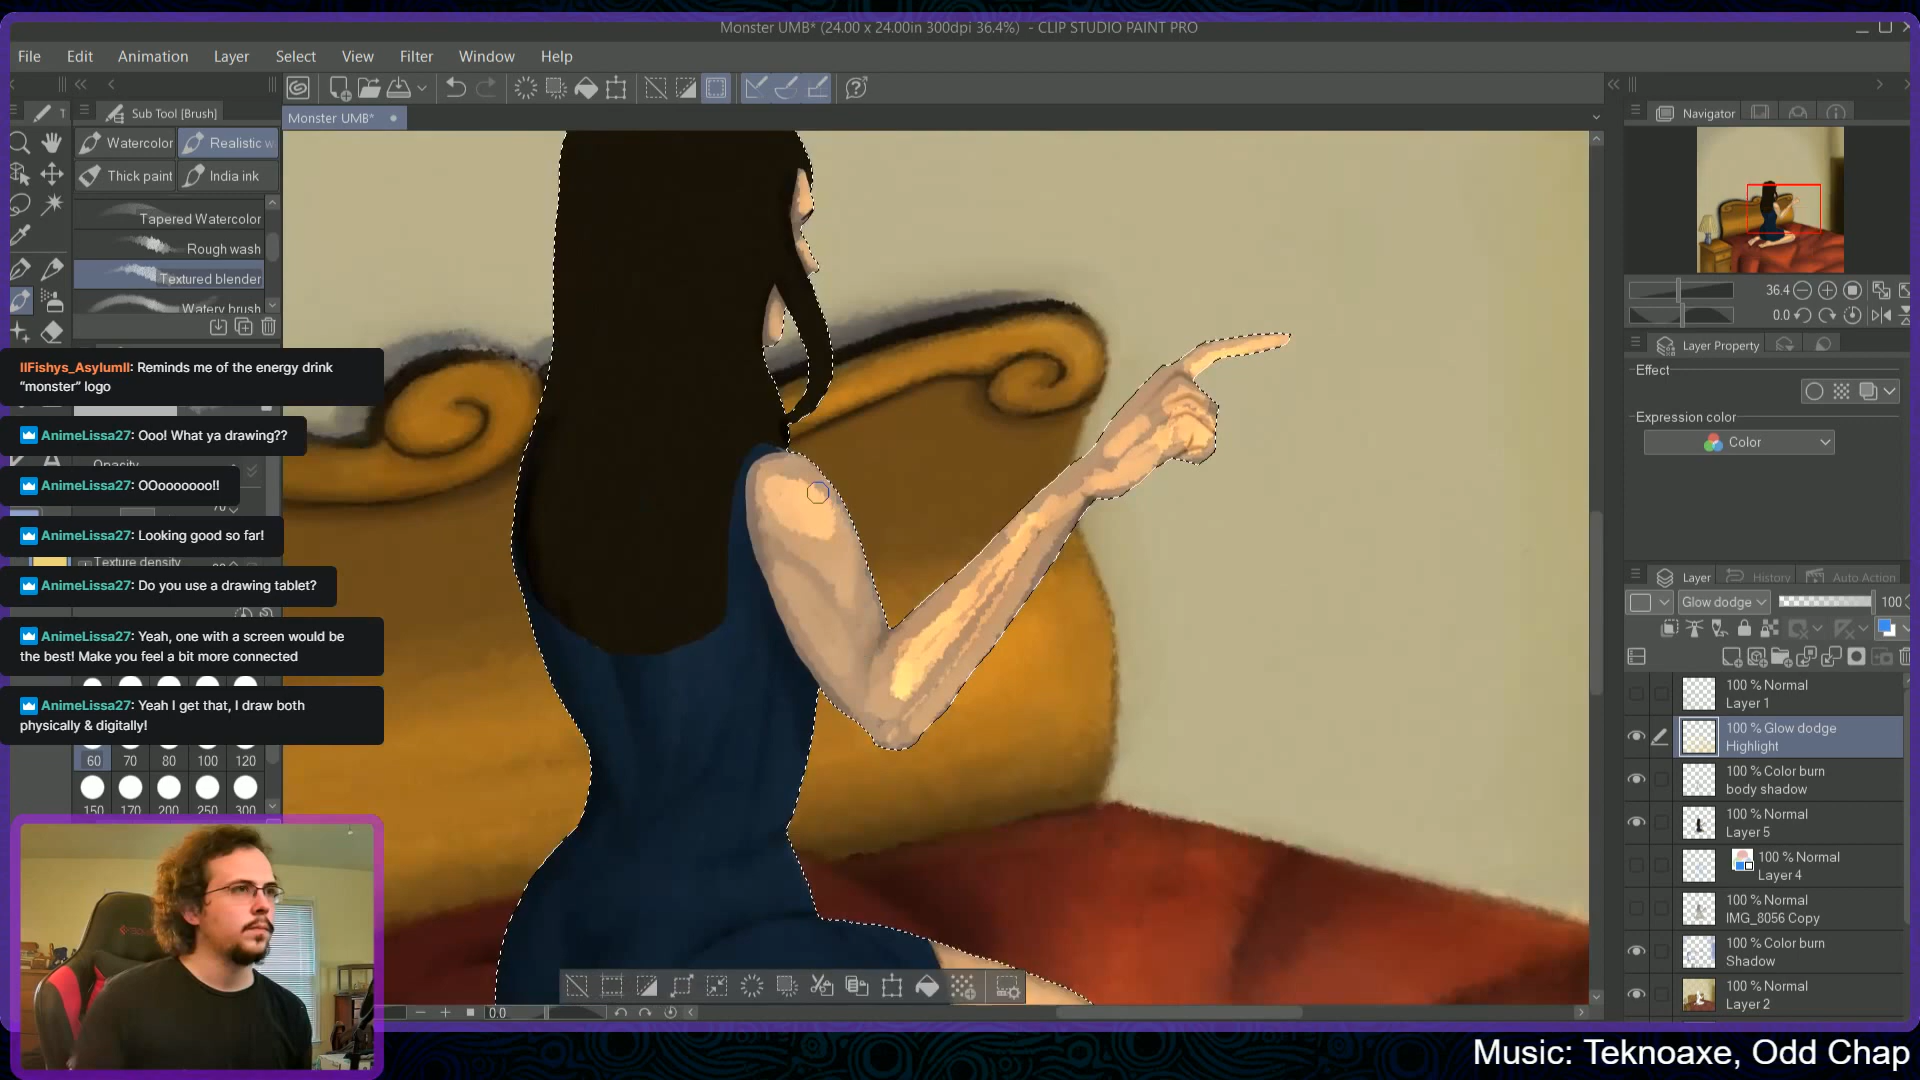 Monster UMB* (24.00 x 24.00in 300dpi 36.4%) - CLIP STUDIO PAINT PRO
File Edit Animation Layer Select View Filter Window Help
Sub Tool [Brush]
Monster UMB*
Navigator
Watercolor
Realistic w
Thick paint
India ink
Tapered Watercolor
Rough wash
Textured blender
Watery brush
36.4
0.0
Layer Property
Effect
Expression color
Color
IIFishys_AsylumII: Reminds me of the energy drink
“monster” logo
AnimeLissa27: Ooo! What ya drawing??
Opacity
AnimeLissa27: OOooooooo!!
AnimeLissa27: Looking good so far!
Texture density
AnimeLissa27: Do you use a drawing tablet?
AnimeLissa27: Yeah, one with a screen would be
the best! Make you feel a bit more connected
AnimeLissa27: Yeah I get that, I draw both
physically & digitally!
60 70 80 100 120
150 170 200 250 300
Layer History Auto Action
Glow dodge 100
100 % Normal
Layer 1
100 % Glow dodge
Highlight
100 % Color burn
body shadow
100 % Normal
Layer 5
100 % Normal
Layer 4
100 % Normal
IMG_8056 Copy
100 % Color burn
Shadow
100 % Normal
Layer 2
0.0
Music: Teknoaxe, Odd Chap